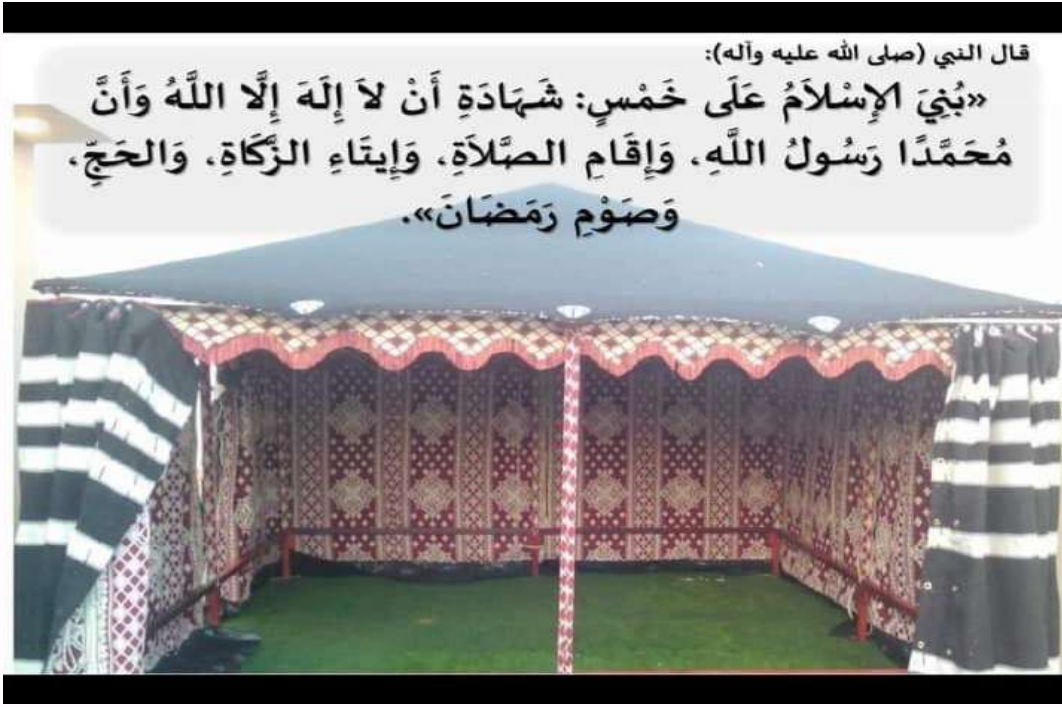 قال النبي (صلى الله عليه وآله):
«بُنِيَ الإِسْلاَمُ عَلَى خَمْسٍ: شَهَادَةِ أَنْ لاَ إِلَهَ إِلَّا اللَّهُ وَأَنَّ
مُحَمَّدًا رَسُولُ اللَّهِ، وَإِقَامِ الصَّلاَةِ، وَإِيتَاءِ الزَّكَاةِ، وَالحَجِّ،
وَصَوْمِ رَمَضَانَ».